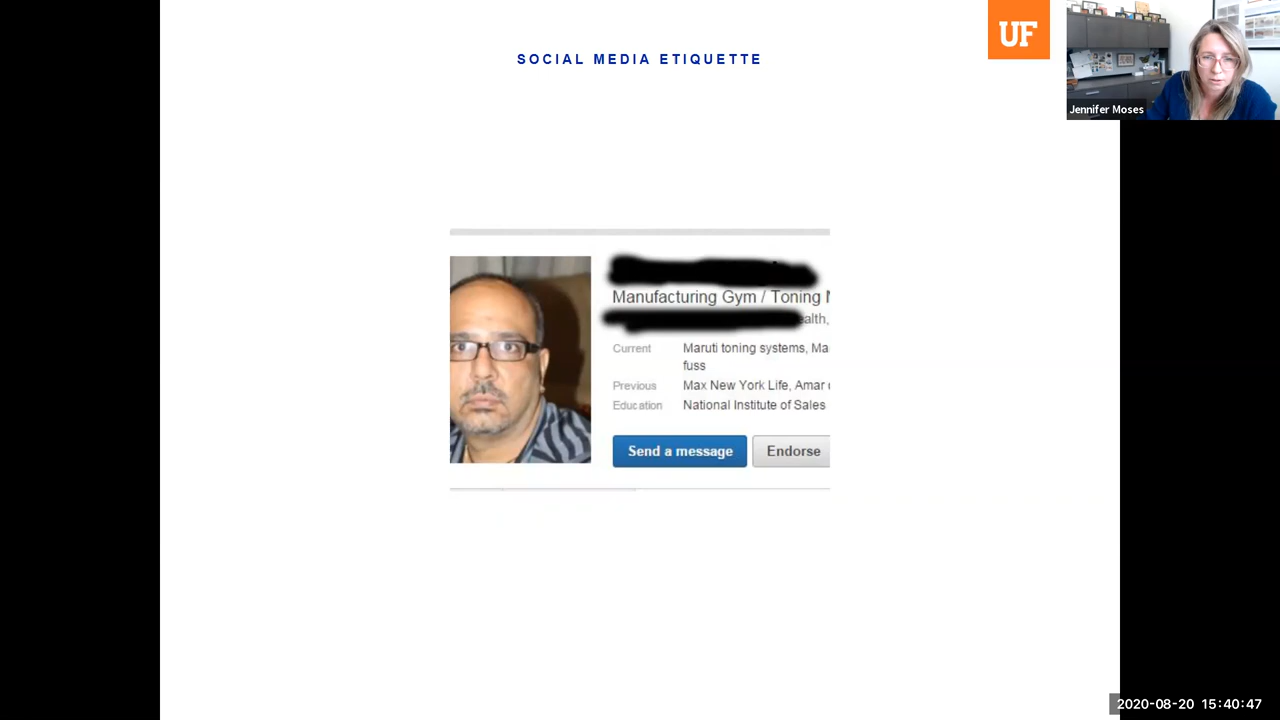 SOCIAL MEDIA ETIQUETTE
UF
Jennifer Moses
Manufacturing Gym / Toning
ealth,
Current Maruti toning systems, Ma
fuss
Previous Max New York Life, Amar
Education National Institute of Sales
Send a message Endorse
2020-08-20 15:40:47